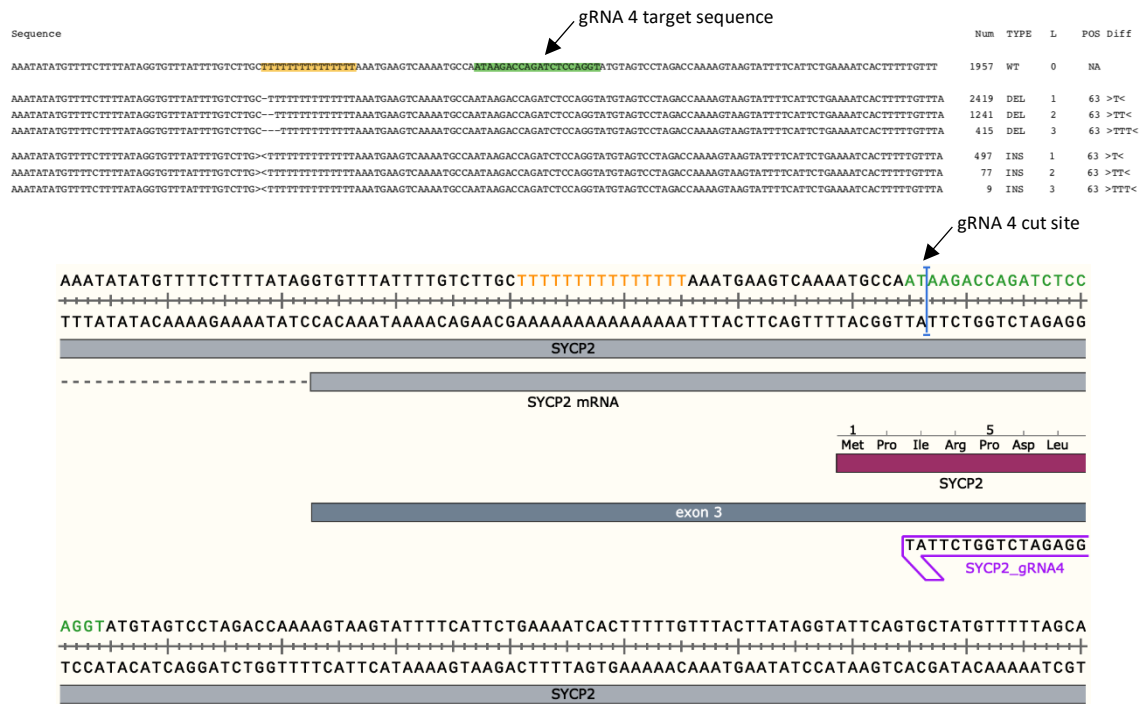 gRNA 4 target sequence
Sequence Num TYPE L POS Diff
AAATATATGTTTTCTTTTATAGGTGTTTATTTTGTCTTGCTTTTTTTTTTTTTTTAAATGAAGTCAAAATGCCAATAAGACCAGATCTCCAGGTATGTAGTCCTAGACCAAAAGTAAGTATTTTCATTCTGAAAATCACTTTTTGTTT 1957 WT 0 NA
AAATATATGTTTTCTTTTATAGGTGTTTATTTTGTCTTGC-TTTTTTTTTTTTTTAAATGAAGTCAAAATGCCAATAAGACCAGATCTCCAGGTATGTAGTCCTAGACCAAAAGTAAGTATTTTCATTCTGAAAATCACTTTTTGTTTA 2419 DEL 1 63 >T<
AAATATATGTTTTCTTTTATAGGTGTTTATTTTGTCTTGC--TTTTTTTTTTTTTAAATGAAGTCAAAATGCCAATAAGACCAGATCTCCAGGTATGTAGTCCTAGACCAAAAGTAAGTATTTTCATTCTGAAAATCACTTTTTGTTTA 1241 DEL 2 63 >TT<
AAATATATGTTTTCTTTTATAGGTGTTTATTTTGTCTTGC---TTTTTTTTTTTTAAATGAAGTCAAAATGCCAATAAGACCAGATCTCCAGGTATGTAGTCCTAGACCAAAAGTAAGTATTTTCATTCTGAAAATCACTTTTTGTTTA 415 DEL 3 63 >TTT<
AAATATATGTTTTCTTTTATAGGTGTTTATTTTGTCTTG><TTTTTTTTTTTTTTAAATGAAGTCAAAATGCCAATAAGACCAGATCTCCAGGTATGTAGTCCTAGACCAAAAGTAAGTATTTTCATTCTGAAAATCACTTTTTGTTTA 497 INS 1 63 >T<
AAATATATGTTTTCTTTTATAGGTGTTTATTTTGTCTTG><TTTTTTTTTTTTTTAAATGAAGTCAAAATGCCAATAAGACCAGATCTCCAGGTATGTAGTCCTAGACCAAAAGTAAGTATTTTCATTCTGAAAATCACTTTTTGTTTA 77 INS 2 63 >TT<
AAATATATGTTTTCTTTTATAGGTGTTTATTTTGTCTTG><TTTTTTTTTTTTTTAAATGAAGTCAAAATGCCAATAAGACCAGATCTCCAGGTATGTAGTCCTAGACCAAAAGTAAGTATTTTCATTCTGAAAATCACTTTTTGTTTA 9 INS 3 63 >TTT<
gRNA 4 cut site
AAATATATGTTTTCTTTTATAGGTGTTTATTTTGTCTTGCTTTTTTTTTTTTTTTAAATGAAGTCAAAATGCCAATAAGACCAGATCTCC
TTTATATACAAAAGAAAATATCCACAAATAAAACAGAACGAAAAAAAAAAAAAAATTTACTTCAGTTTTACGGTTATTCTGGTCTAGAGG
SYCP2
SYCP2 mRNA
1 5
Met Pro Ile Arg Pro Asp Leu
SYCP2
exon 3
TATTCTGGTCTAGAGG
SYCP2_gRNA4
AGGTATGTAGTCCTAGACCAAAAGTAAGTATTTTCATTCTGAAAATCACTTTTTGTTTACTTATAGGTATTCAGTGCTATGTTTTTAGCA
TCCATACATCAGGATCTGGTTTTCATTCATAAAAGTAAGACTTTTAGTGAAAAACAAATGAATATCCATAAGTCACGATACAAAAATCGT
SYCP2